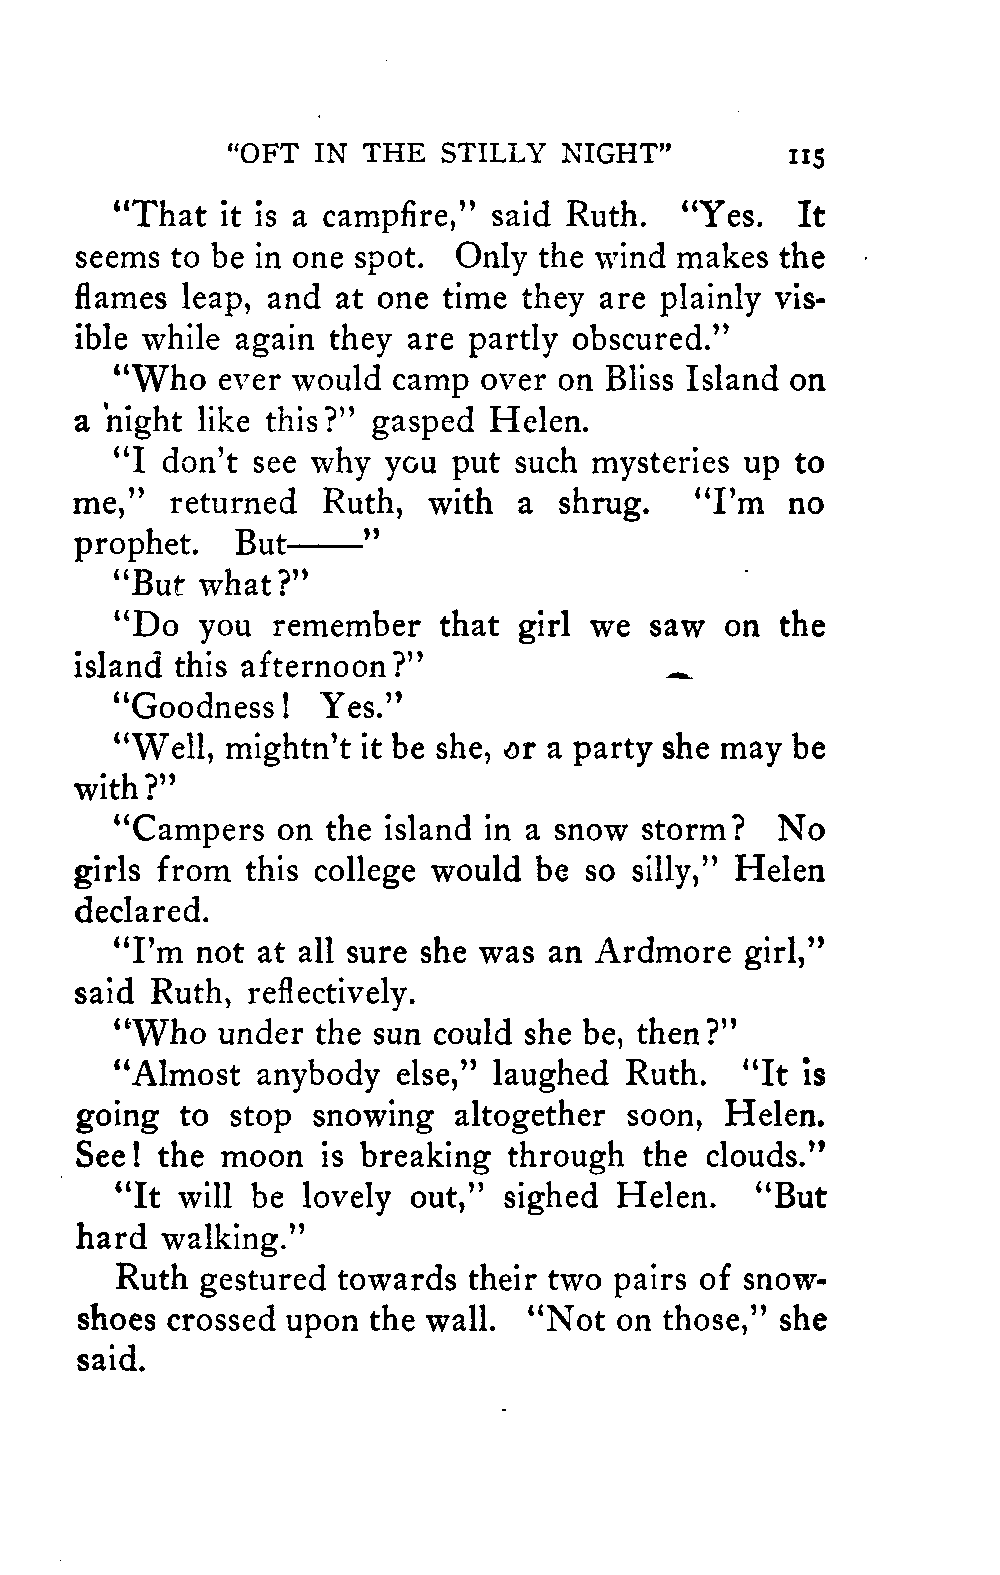 "OFT IN THE STILLY NIGHT" 115
"That it is a campfire," said Ruth. "Yes. It
seems to be in one spot. Only the wind makes the
flames leap, and at one time they are plainly vis-
ible while again they are partly obscured."
"Who ever would camp over on Bliss Island on
a night like this?" gasped Helen.
"I don't see why you put such mysteries up to
me," returned Ruth, with a shrug. "I'm no
prophet. But——"
"But what?"
"Do you remember that girl we saw on the
island this afternoon?"
"Goodness! Yes."
"Well, mightn't it be she, or a party she may be
with?"
"Campers on the island in a snow storm? No
girls from this college would be so silly," Helen
declared.
"I'm not at all sure she was an Ardmore girl,"
said Ruth, reflectively.
"Who under the sun could she be, then?"
"Almost anybody else," laughed Ruth. "It is
going to stop snowing altogether soon, Helen.
See! the moon is breaking through the clouds."
"It will be lovely out," sighed Helen. "But
hard walking."
Ruth gestured towards their two pairs of snow-
shoes crossed upon the wall. "Not on those," she
said.